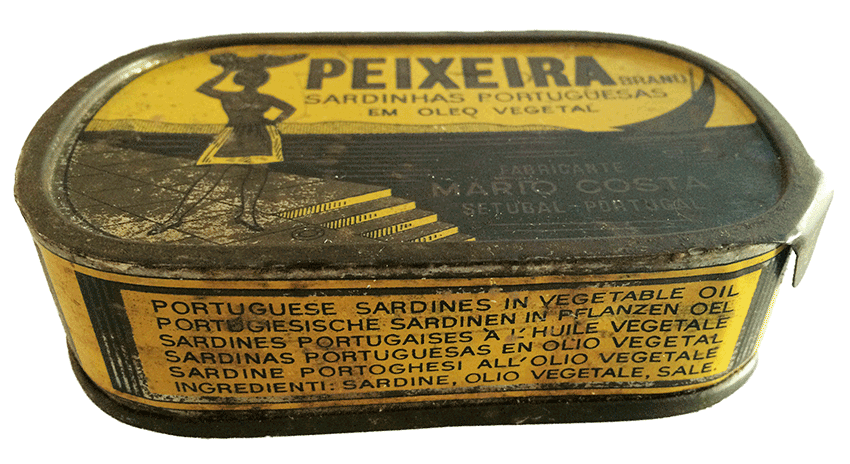 PEIXEIRA BRAND
SARDINHAS PORTUGUESAS
EM OLEO VEGETAL
FABRICANTE
MARIO COSTA
SETUBAL-PORTUGAL
PORTUGUESE SARDINES IN VEGETABLE OIL
PORTUGIESISCHE SARDINEN IN PFLANZEN OEL
SARDINES PORTUGAISES À L'HUILE VEGETALE
SARDINAS PORTUGUÉSAS EN OLIO VEGETAL
SARDINE PORTOGHESI ALL'OLIO VEGETALE
INGREDIENTI: SARDINE, OLIO VEGETALE, SALE.